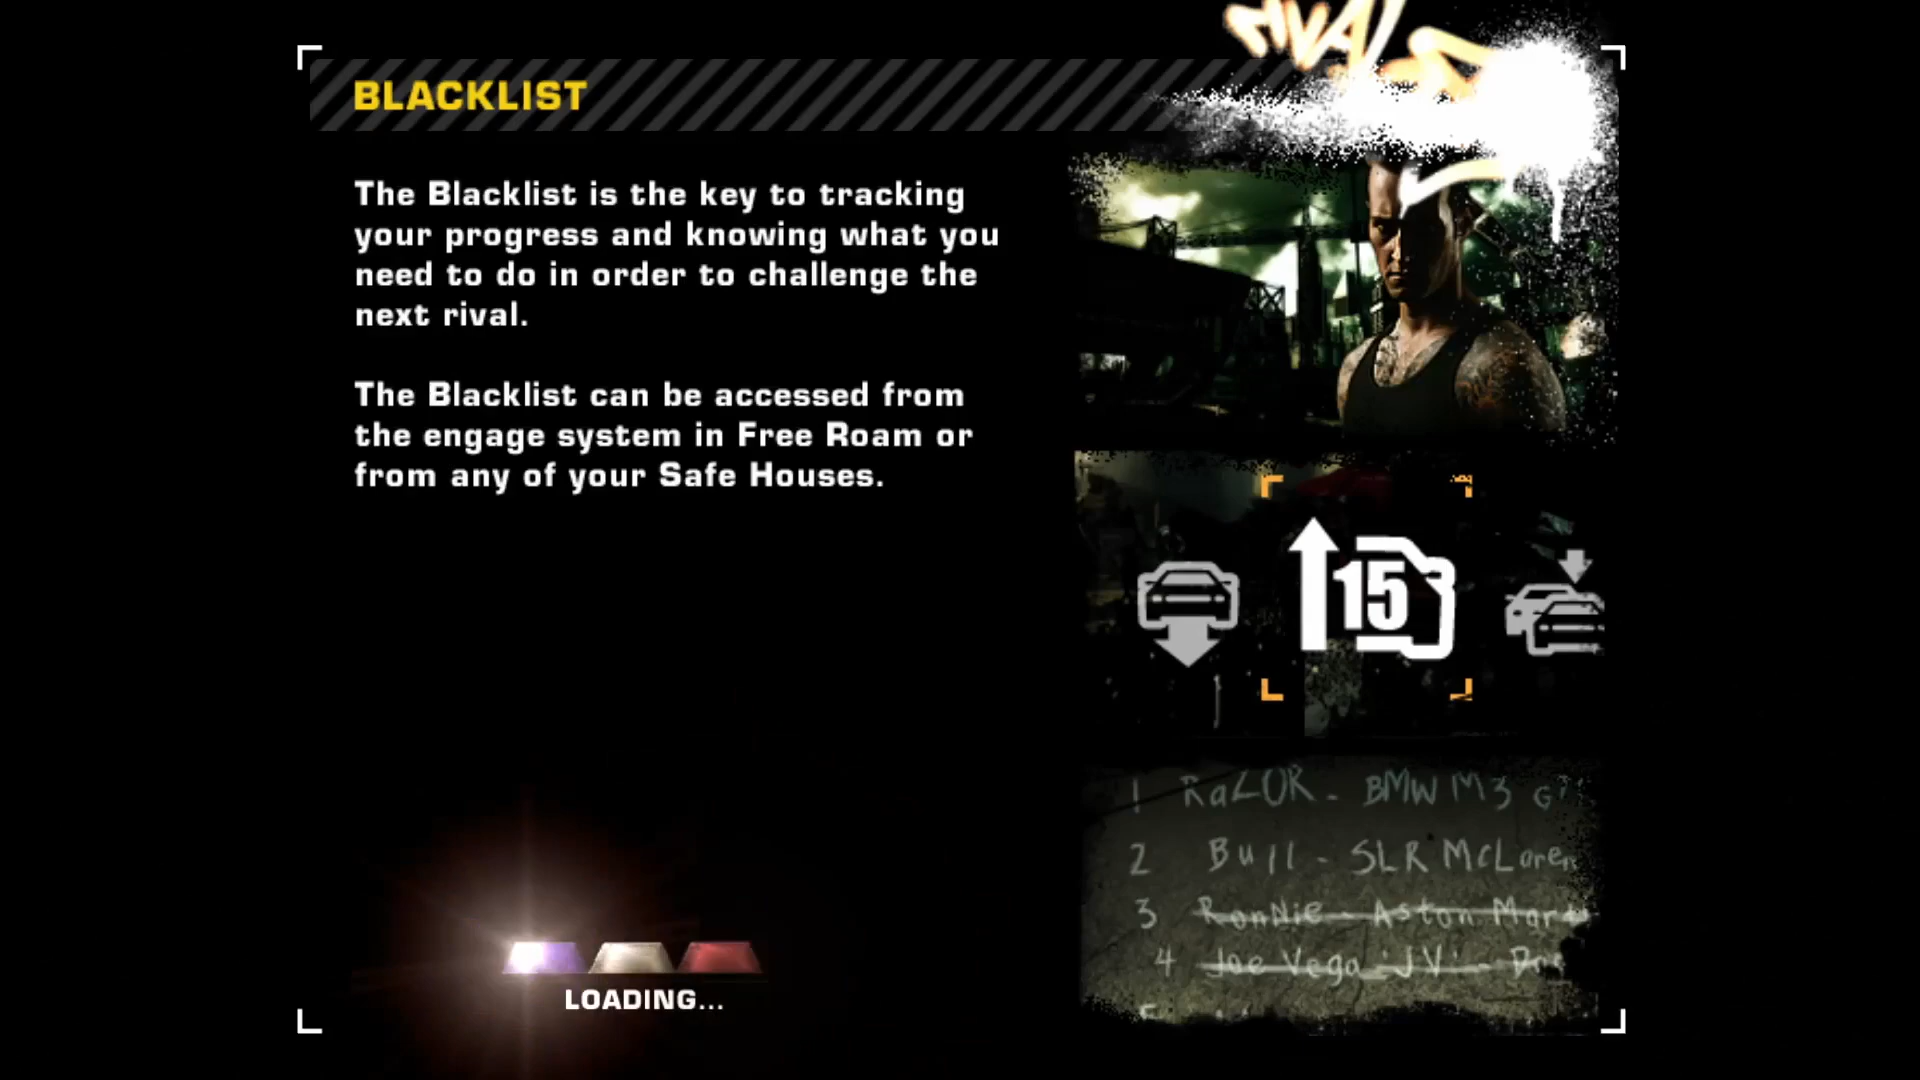 RIVAL
BLACKLIST
The Blacklist is the key to tracking
your progress and knowing what you
need to do in order to challenge the
next rival.
The Blacklist can be accessed from
the engage system in Free Roam or
from any of your Safe Houses.
15
1 RaZOR - BMW M3 G
2 Bull - SLR McLaren
3 RonNie - Aston Mart
4 Joe Vega 'JV' -
LOADING...